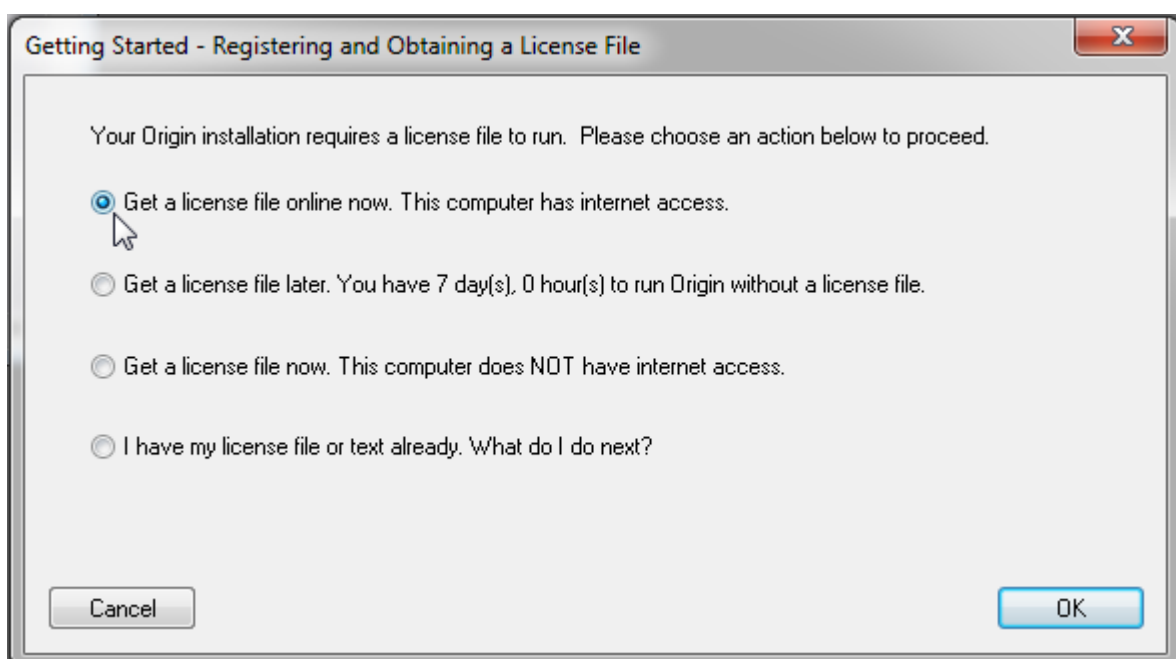 Getting Started - Registering and Obtaining a License File
Your Origin installation requires a license file to run.  Please choose an action below to proceed.
Get a license file online now. This computer has internet access.
Get a license file later. You have 7 day(s), 0 hour(s) to run Origin without a license file.
Get a license file now. This computer does NOT have internet access.
I have my license file or text already. What do I do next?
Cancel
OK